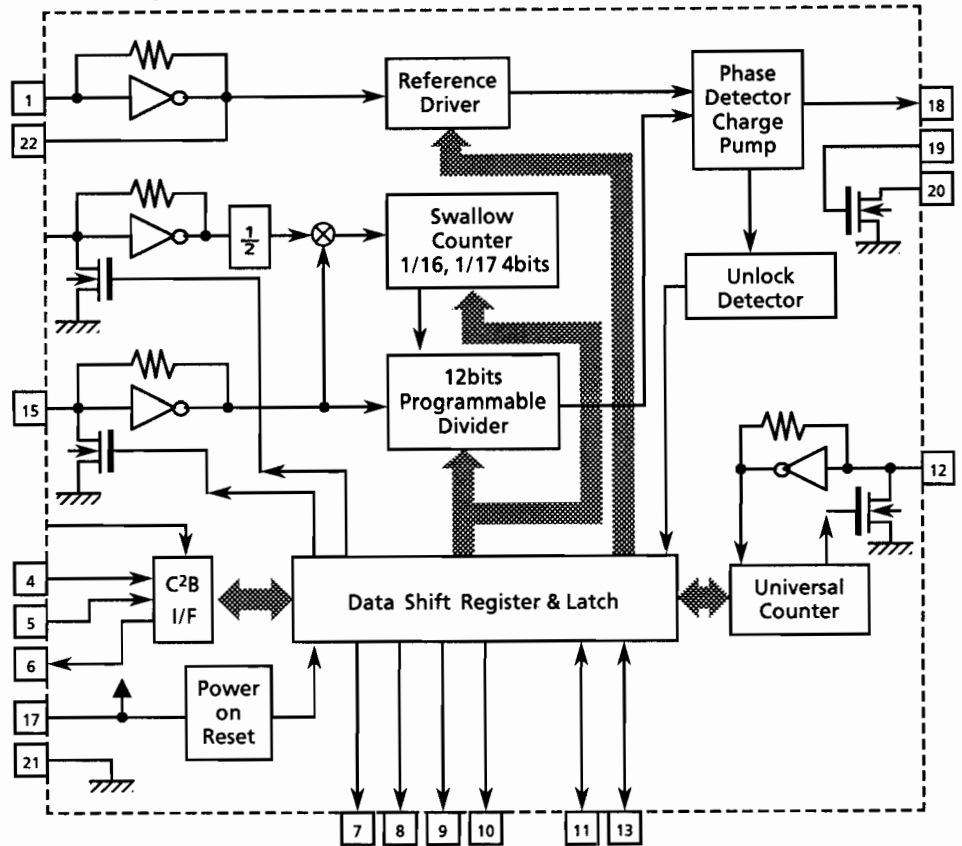 1
22
Reference
Driver
Phase
Detector
Charge
Pump
18
19
20
1
2
Swallow
Counter
1/16, 1/17 4bits
Unlock
Detector
15
12bits
Programmable
Divider
12
4
5
6
C²B
I/F
Data Shift Register & Latch
Universal
Counter
17
Power
on
Reset
21
7
8
9
10
11
13